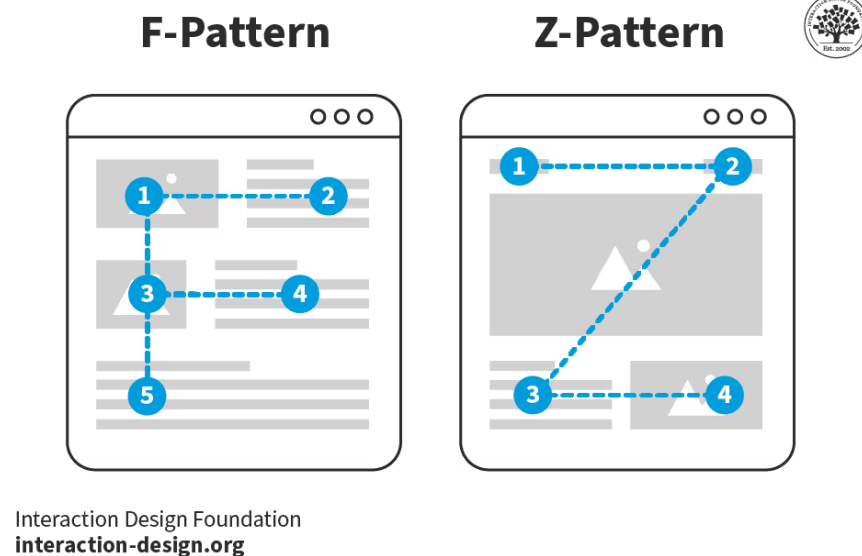 F-Pattern
Z-Pattern
Est. 2002
1
2
3
4
5
1
2
3
4
Interaction Design Foundation
interaction-design.org